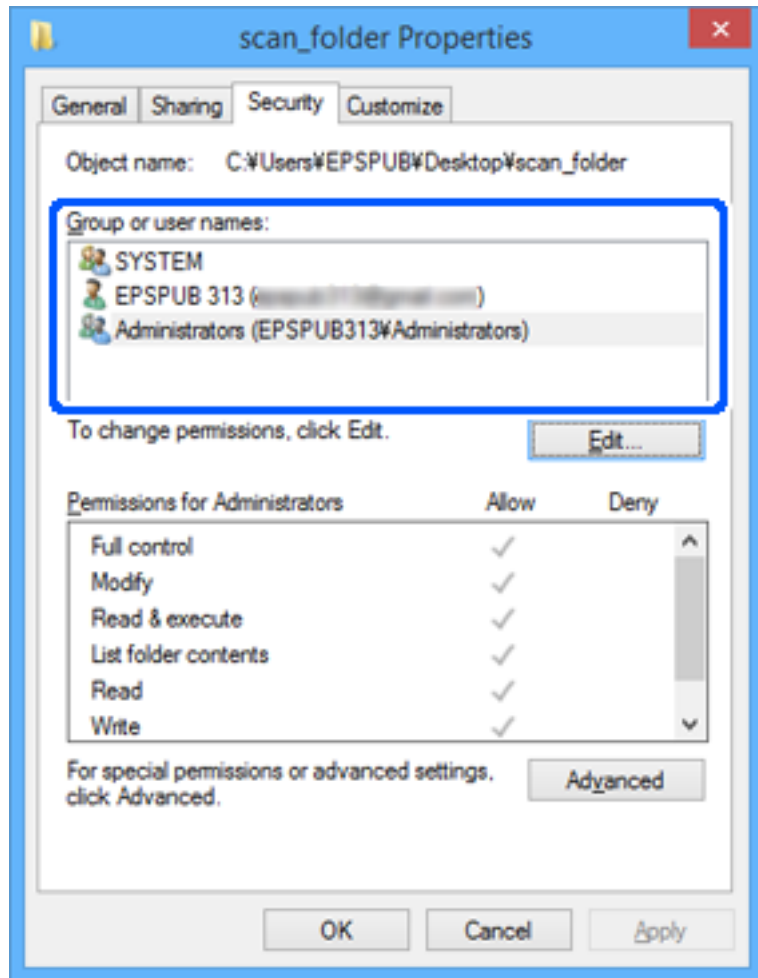 scan_folder Properties
General Sharing Security Customize
Object name: C:¥Users¥EPSPUB¥Desktop¥scan_folder
Group or user names:
SYSTEM
EPSPUB 313 ( )
Administrators (EPSPUB313¥Administrators)
To change permissions, click Edit.
Edit...
Permissions for Administrators Allow Deny
Full control
Modify
Read & execute
List folder contents
Read
Write
For special permissions or advanced settings,
click Advanced.
Advanced
OK Cancel Apply